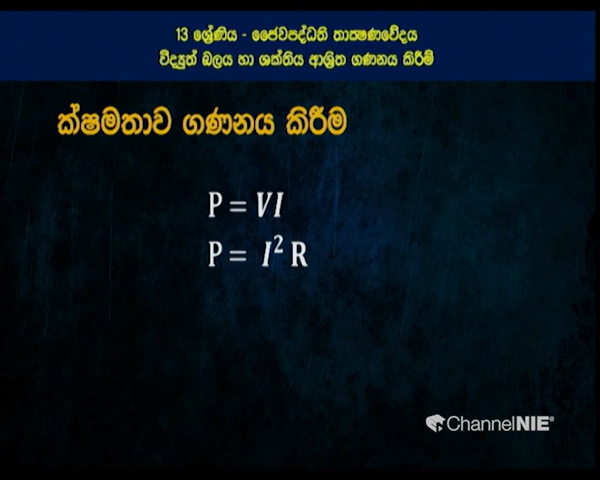 13 ශ්‍රේණිය - ජෛවපද්ධති තාක්‍ෂණවේදය
විද්‍යුත් බලය හා ශක්තිය ආශ්‍රිත ගණනය කිරීම්
ක්ෂමතාව ගණනය කිරීම
P = VI
P = I² R
ChannelNIE®